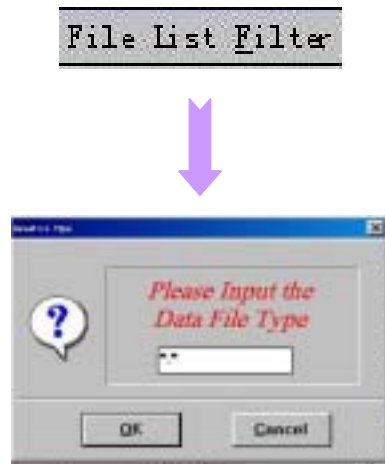 File List Filter
Please Input the
Data File Type
*.*
OK
Cancel